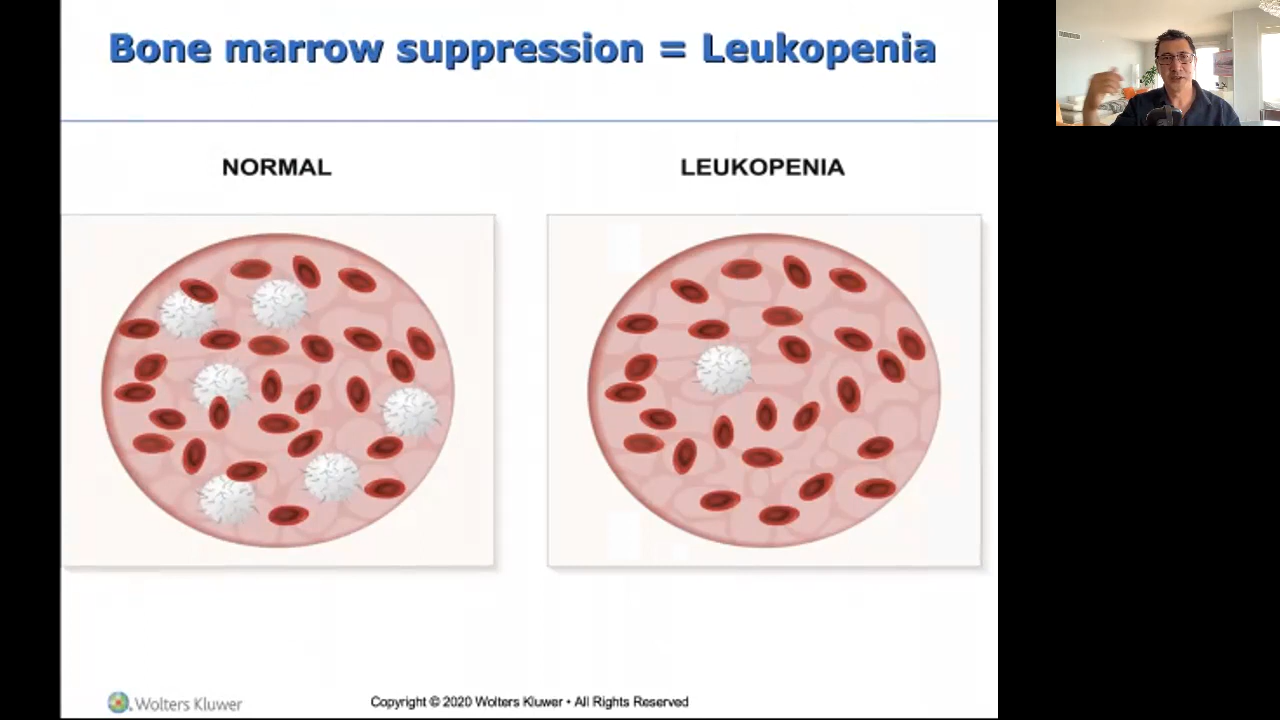 Bone marrow suppression = Leukopenia
NORMAL
LEUKOPENIA
Wolters Kluwer
Copyright © 2020 Wolters Kluwer • All Rights Reserved